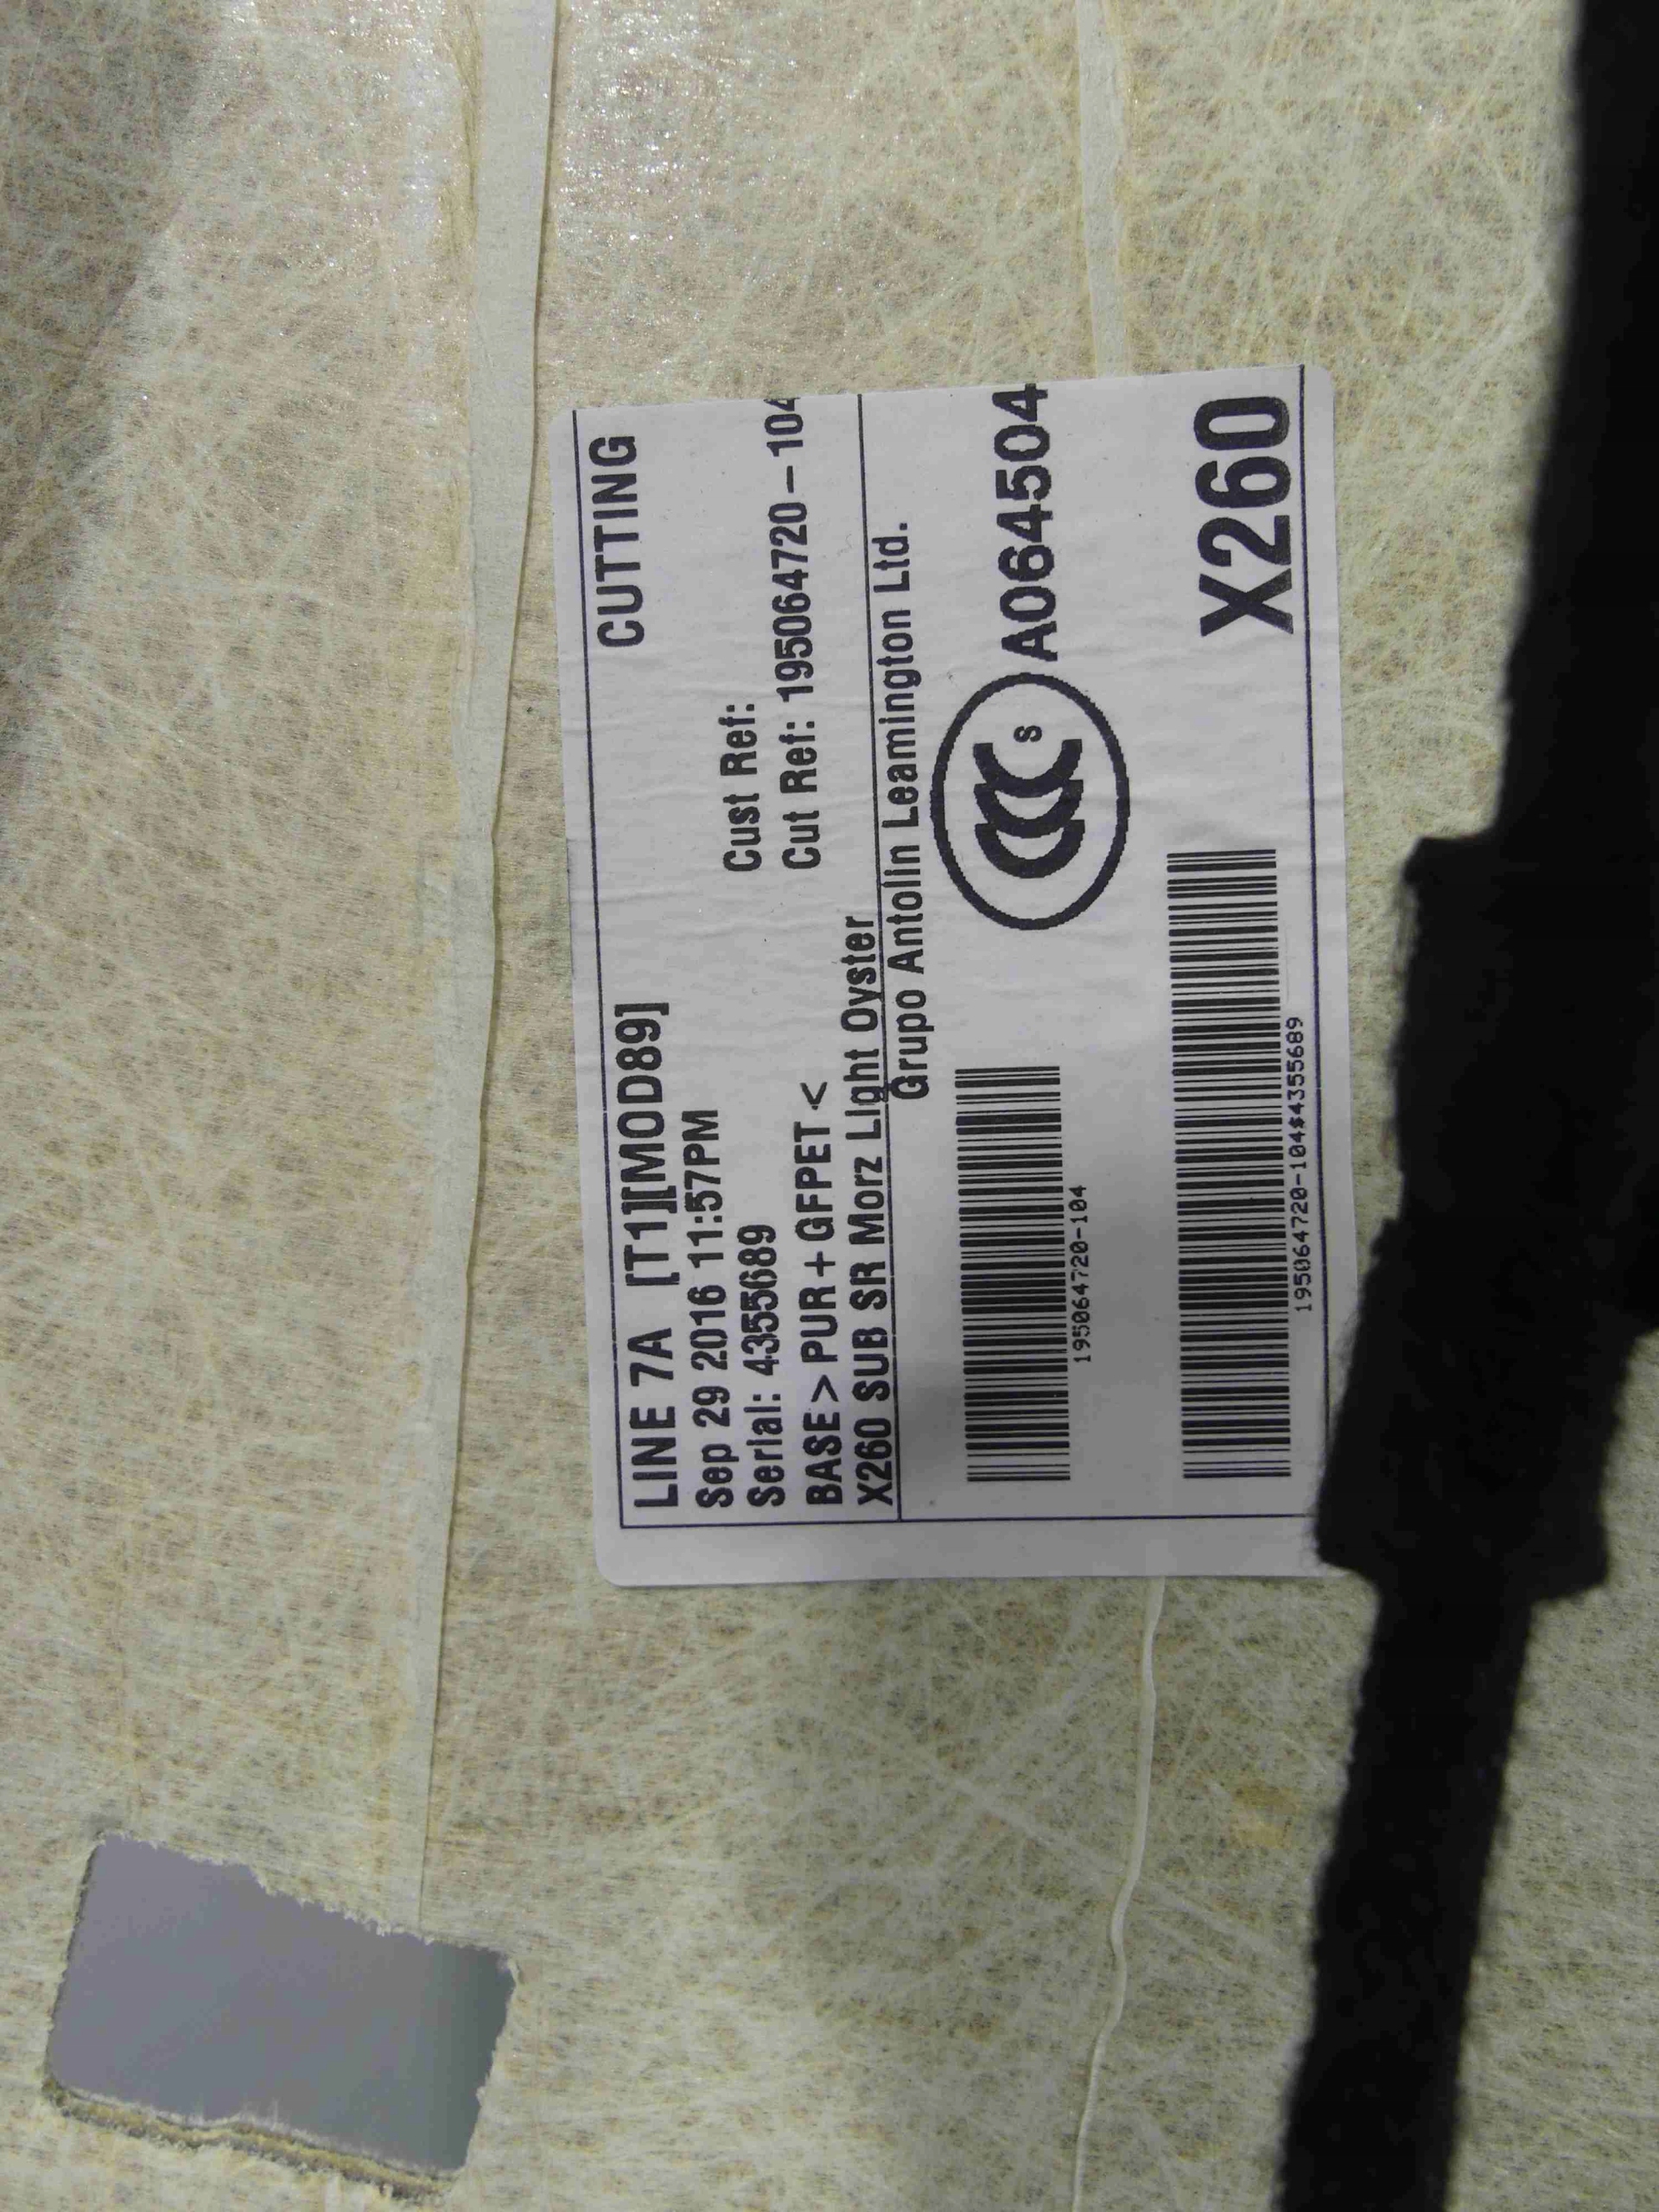 LINE 7A [T1][MOD89] CUTTING
Sep 29 2016 11:57PM
Serial: 4355689 Cust Ref:
BASE>PUR+GFPET< Cut Ref: 195064720-104
X260 SUB SR Morz Light Oyster
Grupo Antolin Leamington Ltd.
CCC S A064504
195064720-104
X260
195064720-104$4355689